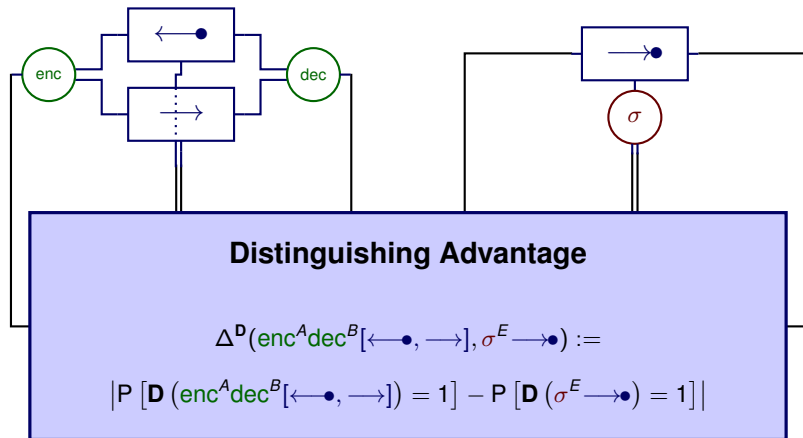 enc
dec
←—●
—→
—→●
σ
Distinguishing Advantage
Δ^D(enc^A dec^B[←—●, —→], σ^E —→●) :=
|P [D (enc^A dec^B[←—●, —→]) = 1] − P [D (σ^E —→●) = 1]|